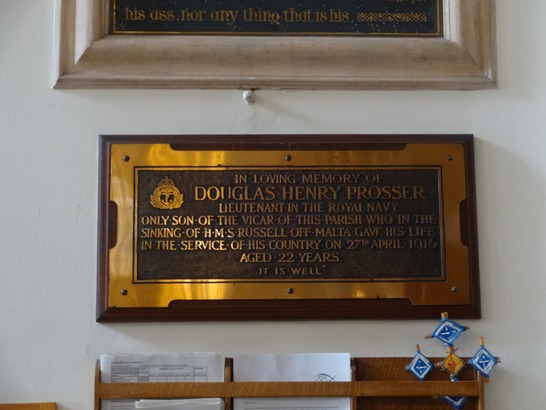 his ass, nor any thing that is his.
IN LOVING MEMORY OF
DOUGLAS · HENRY · PROSSER
LIEUTENANT IN THE ROYAL NAVY
ONLY · SON · OF THE VICAR OF THIS PARISH WHO IN THE
SINKING · OF · H · M · S · RUSSELL · OFF · MALTA GAVE HIS LIFE
IN THE SERVICE · OF · HIS · COUNTRY ON 27TH APRIL 1916
AGED · 22 YEARS
"IT IS WELL"